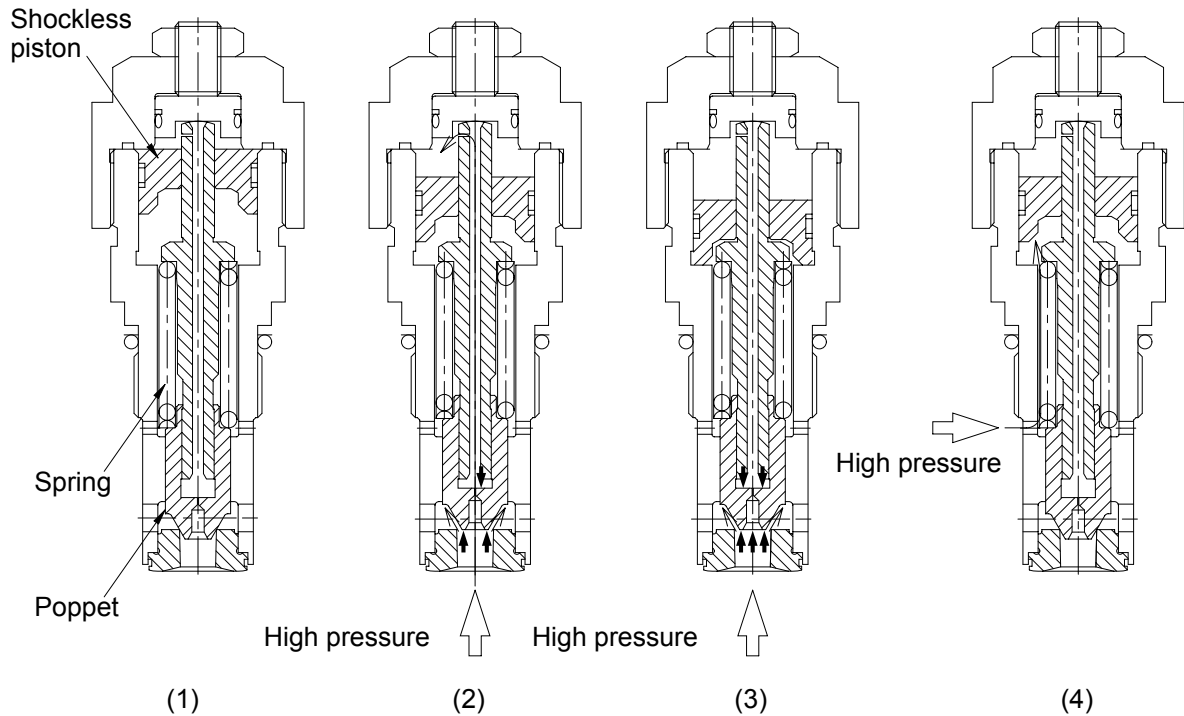 Shockless
piston
High pressure
Spring
Poppet
High pressure
High pressure
(1)
(2)
(3)
(4)